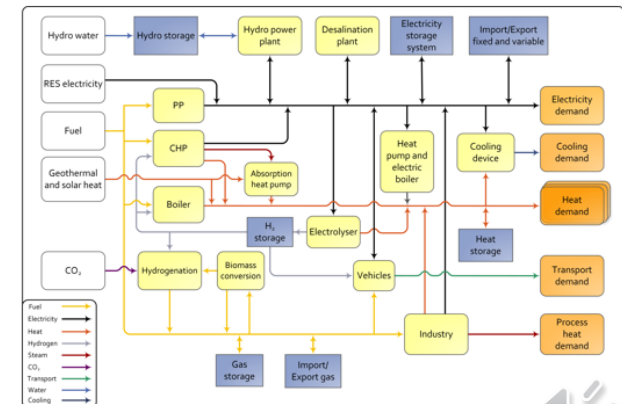 Hydro water
Hydro storage
Hydro power
plant
Desalination
plant
Electricity
storage
system
Import/Export
fixed and variable
RES electricity
PP
Electricity
demand
Fuel
CHP
Heat
pump and
electric
boiler
Cooling
device
Cooling
demand
Geothermal
and solar heat
Absorption
heat pump
Boiler
Heat
demand
H₂
storage
Electrolyser
Heat
storage
CO₂
Hydrogenation
Biomass
conversion
Vehicles
Transport
demand
Industry
Process
heat
demand
Gas
storage
Import/
Export gas
Fuel
Electricity
Heat
Hydrogen
Steam
CO₂
Transport
Water
Cooling